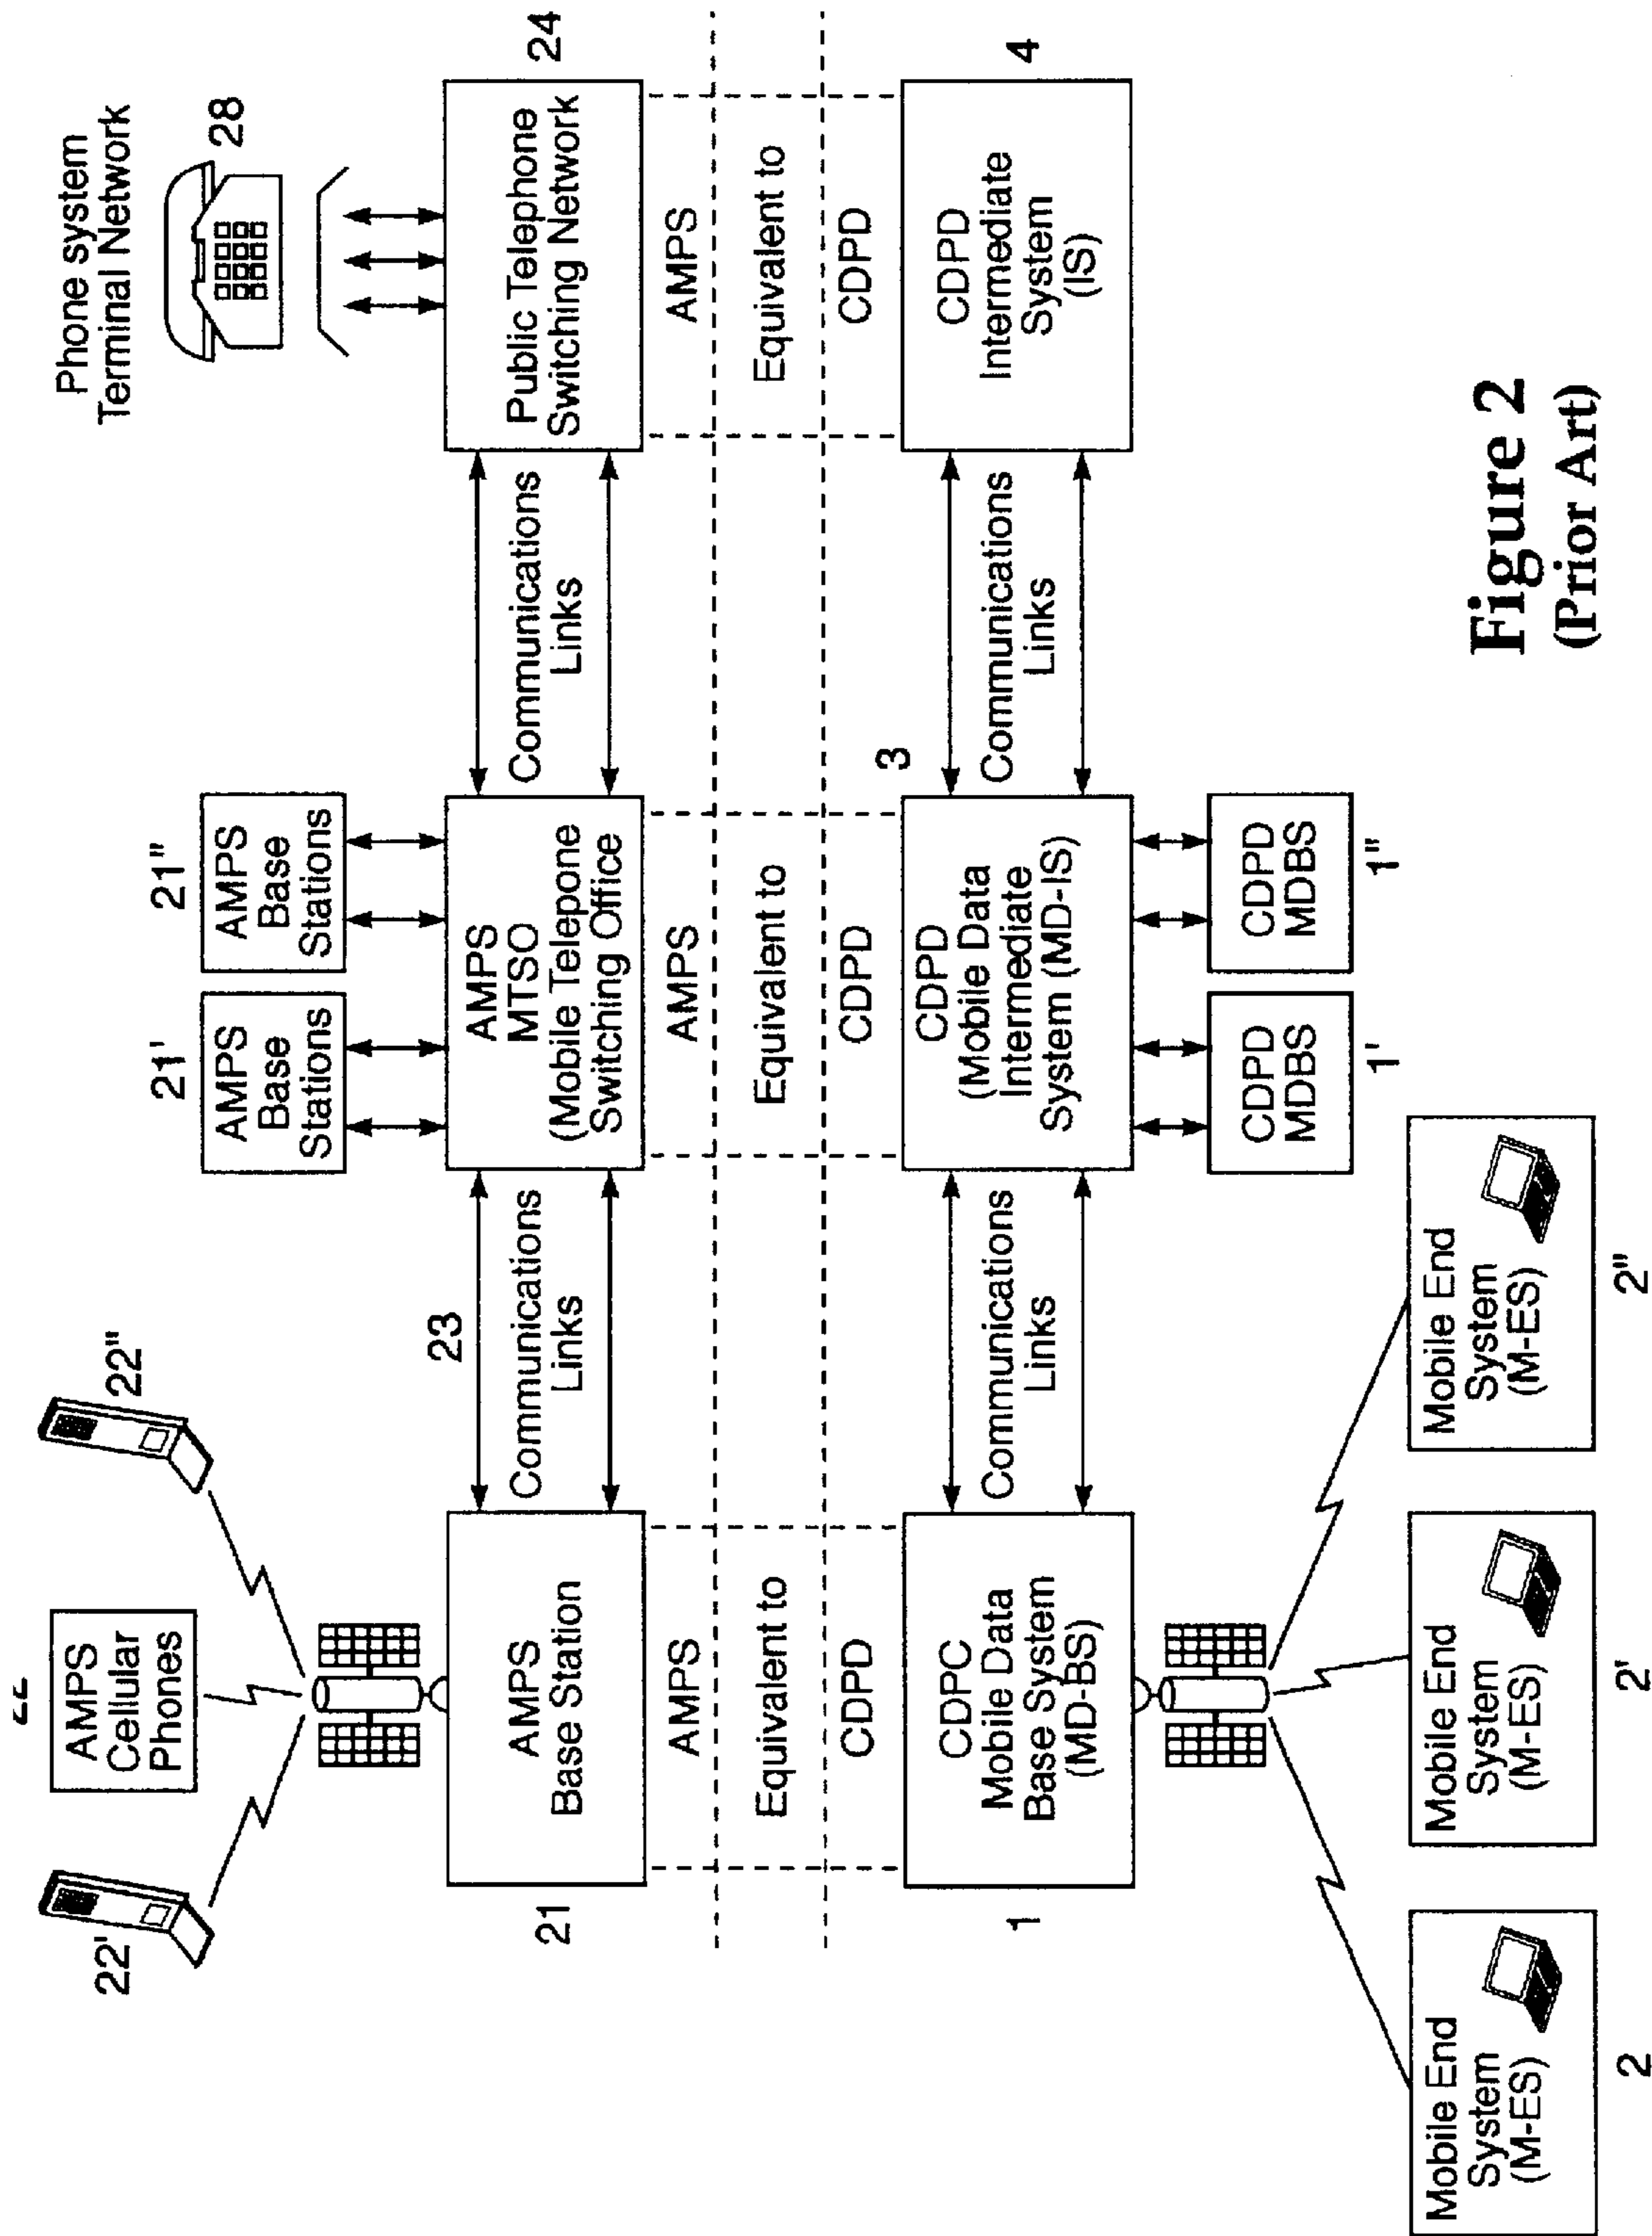 22
AMPS
Cellular
Phones
22'
22"
Phone system
Terminal Network
28
21'
AMPS
Base
Stations
21"
AMPS
Base
Stations
21
AMPS
Base Station
23
Communications
Links
AMPS
MTSO
(Mobile Telepone
Switching Office
Communications
Links
Public Telephone
Switching Network
24
AMPS
Equivalent to
CDPD
AMPS
Equivalent to
CDPD
AMPS
Equivalent to
CDPD
1
CDPC
Mobile Data
Base System
(MD-BS)
Communications
Links
3
CDPD
(Mobile Data
Intermediate
System (MD-IS)
Communications
Links
CDPD
Intermediate
System
(IS)
4
CDPD
MDBS
1'
CDPD
MDBS
1"
Mobile End
System
(M-ES)
2
Mobile End
System
(M-ES)
2'
Mobile End
System
(M-ES)
2"
Figure 2
(Prior Art)